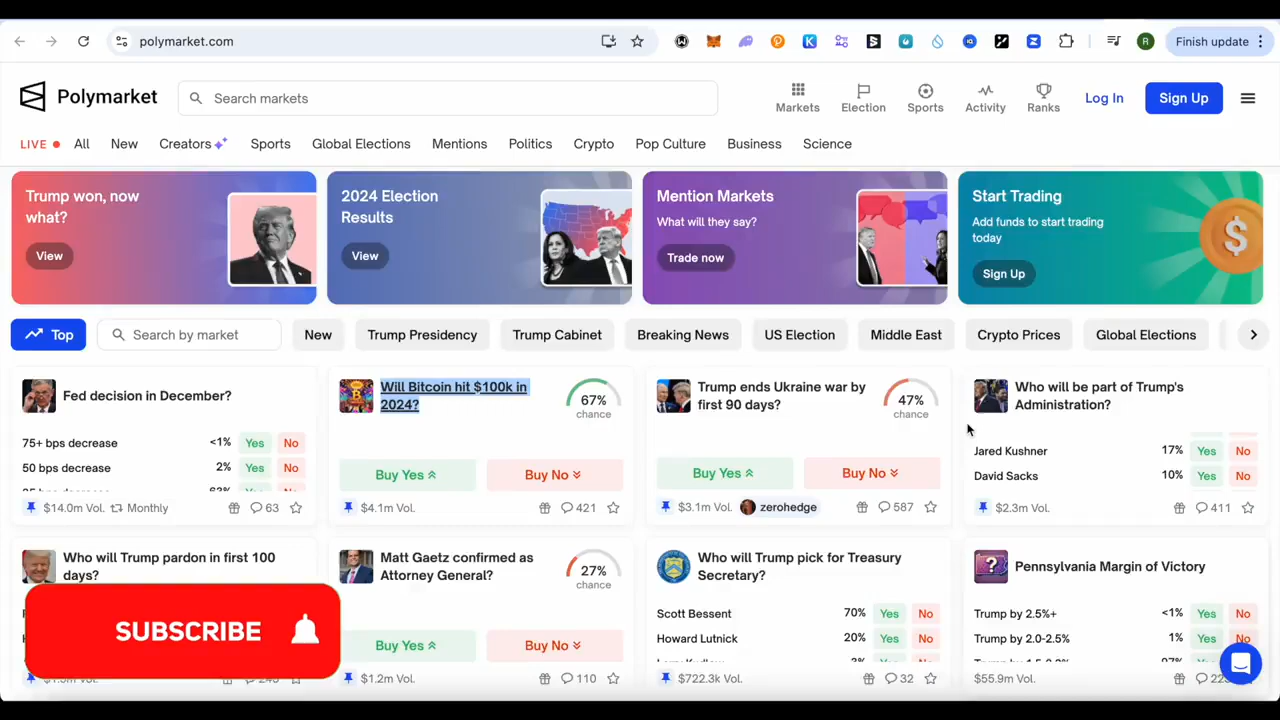 polymarket.com
R
Finish update
Polymarket
Search markets
Markets
Election
Sports
Activity
Ranks
Log In
Sign Up
LIVE
All
New
Creators
Sports
Global Elections
Mentions
Politics
Crypto
Pop Culture
Business
Science
Trump won, now
what?
View
2024 Election
Results
View
Mention Markets
What will they say?
Trade now
Start Trading
Add funds to start trading
today
Sign Up
Top
Search by market
New
Trump Presidency
Trump Cabinet
Breaking News
US Election
Middle East
Crypto Prices
Global Elections
Fed decision in December?
75+ bps decrease <1% Yes No
50 bps decrease 2% Yes No
$14.0m Vol. Monthly 63
Will Bitcoin hit $100k in
2024?
67%
chance
Buy Yes
Buy No
$4.1m Vol. 421
Trump ends Ukraine war by
first 90 days?
47%
chance
Buy Yes
Buy No
$3.1m Vol. zerohedge 587
Who will be part of Trump's
Administration?
Jared Kushner 17% Yes No
David Sacks 10% Yes No
$2.3m Vol. 411
Who will Trump pardon in first 100
days?
SUBSCRIBE
Matt Gaetz confirmed as
Attorney General?
27%
chance
Buy Yes
Buy No
$1.2m Vol. 110
Who will Trump pick for Treasury
Secretary?
Scott Bessent 70% Yes No
Howard Lutnick 20% Yes No
$722.3k Vol. 32
Pennsylvania Margin of Victory
Trump by 2.5%+ <1% Yes No
Trump by 2.0-2.5% 1% Yes No
$55.9m Vol.